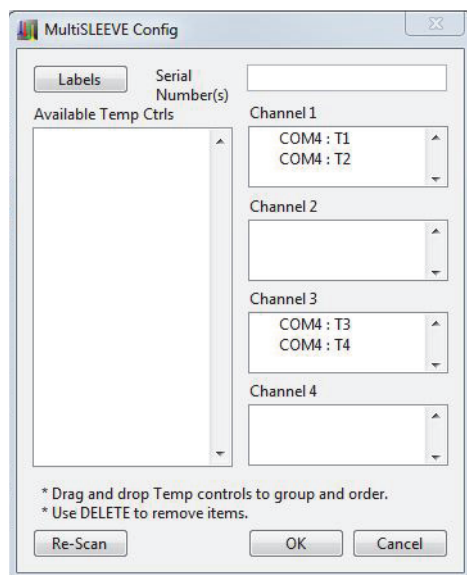 MultiSLEEVE Config
Labels
Serial
Number(s)
Available Temp Ctrls
Channel 1
COM4 : T1
COM4 : T2
Channel 2
Channel 3
COM4 : T3
COM4 : T4
Channel 4
* Drag and drop Temp controls to group and order.
* Use DELETE to remove items.
Re-Scan
OK
Cancel